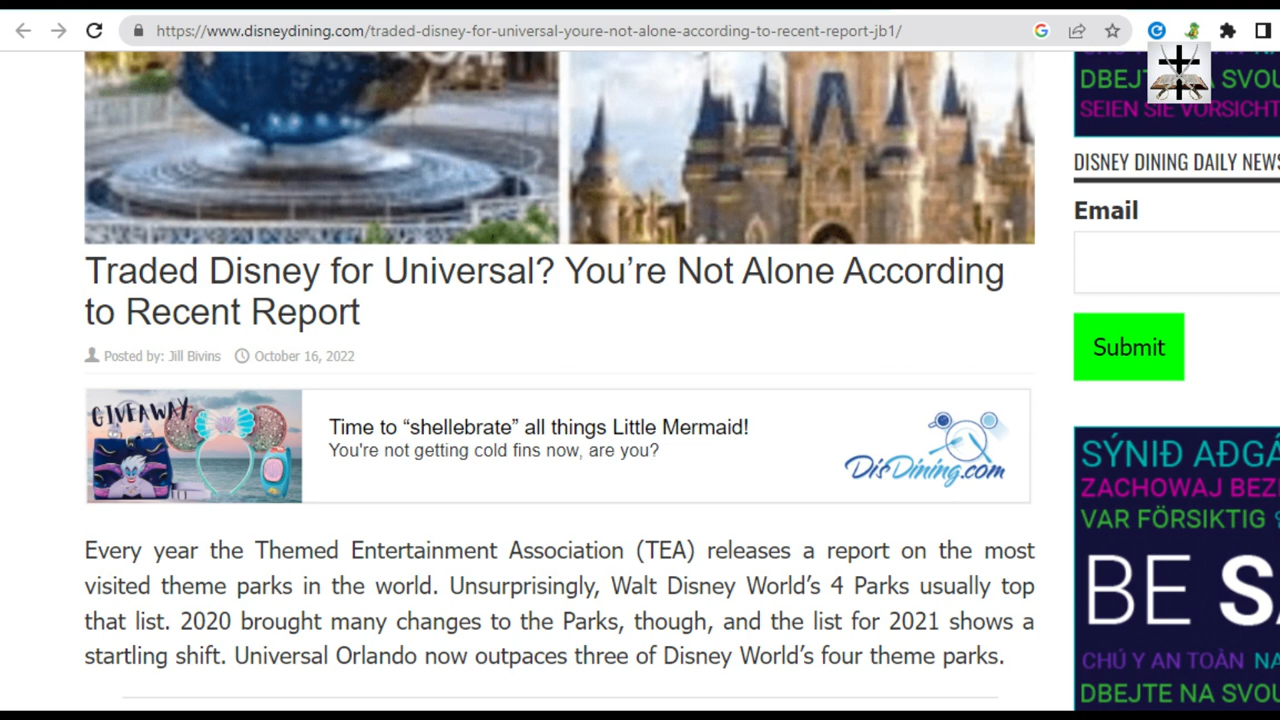 https://www.disneydining.com/traded-disney-for-universal-youre-not-alone-according-to-recent-report-jb1/
Traded Disney for Universal? You’re Not Alone According
to Recent Report
Posted by: Jill Bivins October 16, 2022
GIVEAWAY
Time to “shellebrate” all things Little Mermaid!
You're not getting cold fins now, are you?
DisDining.com
Every year the Themed Entertainment Association (TEA) releases a report on the most
visited theme parks in the world. Unsurprisingly, Walt Disney World’s 4 Parks usually top
that list. 2020 brought many changes to the Parks, though, and the list for 2021 shows a
startling shift. Universal Orlando now outpaces three of Disney World’s four theme parks.
SEIEN SIE VORSICHT
DISNEY DINING DAILY NEWS
Email
Submit
SÝNIÐ AÐGÁ
ZACHOWAJ BEZ
VAR FÖRSIKTIG
BE SA
CHÚ Ý AN TOÀN NA
DBEJTE NA SVOU